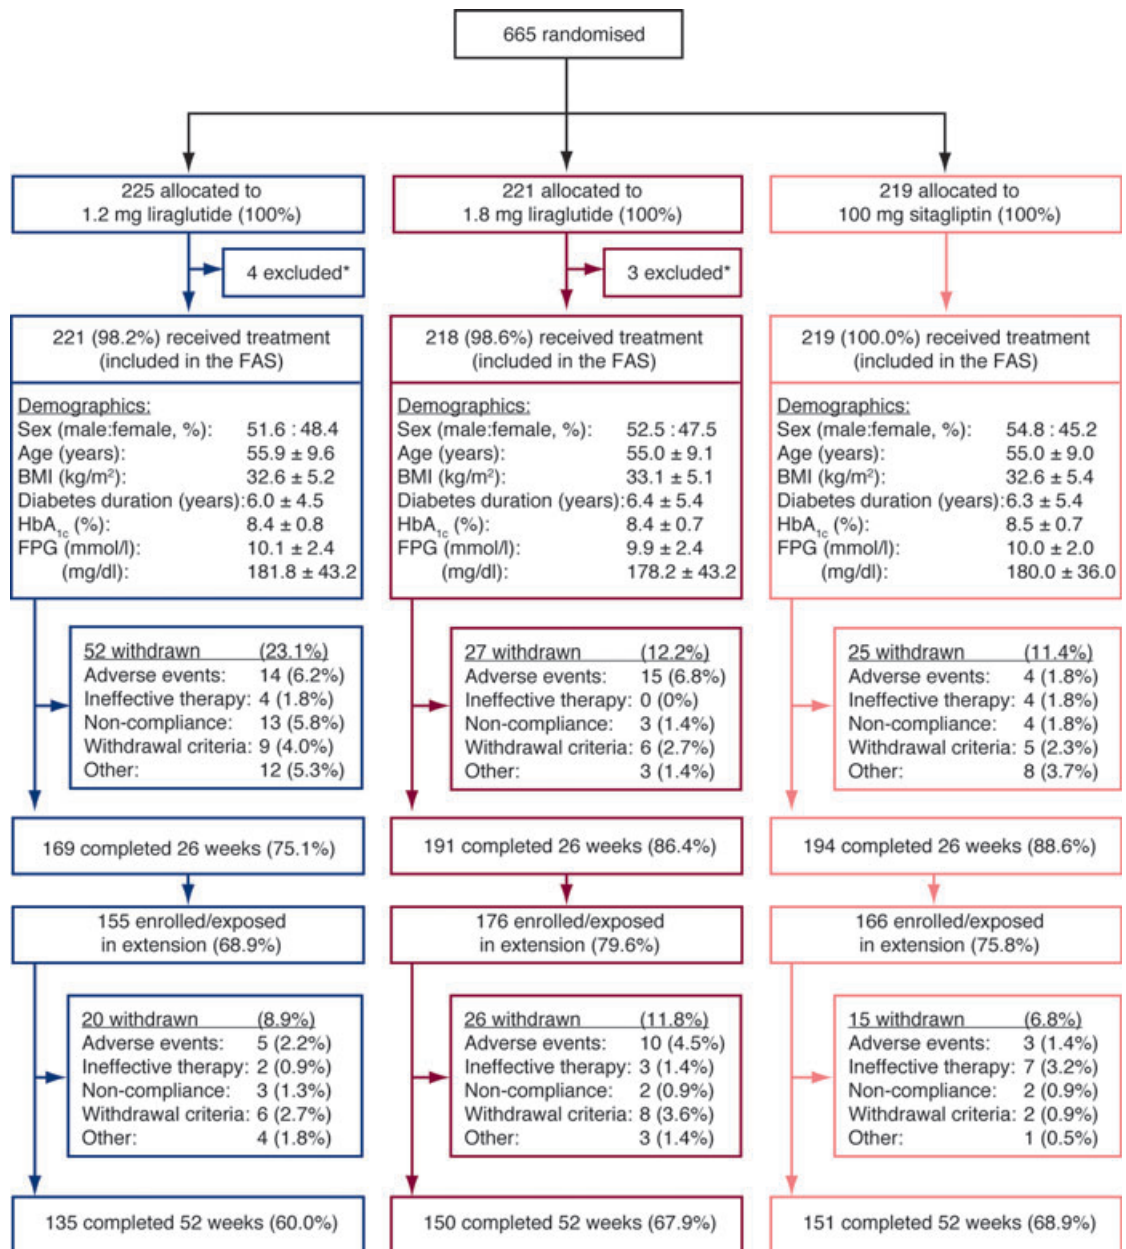 665 randomised
225 allocated to
1.2 mg liraglutide (100%)
221 allocated to
1.8 mg liraglutide (100%)
219 allocated to
100 mg sitagliptin (100%)
4 excluded*
3 excluded*
221 (98.2%) received treatment
(included in the FAS)
Demographics:
Sex (male:female, %): 51.6 : 48.4
Age (years): 55.9 ± 9.6
BMI (kg/m²): 32.6 ± 5.2
Diabetes duration (years): 6.0 ± 4.5
HbA1c (%): 8.4 ± 0.8
FPG (mmol/l): 10.1 ± 2.4
(mg/dl): 181.8 ± 43.2
218 (98.6%) received treatment
(included in the FAS)
Demographics:
Sex (male:female, %): 52.5 : 47.5
Age (years): 55.0 ± 9.1
BMI (kg/m²): 33.1 ± 5.1
Diabetes duration (years): 6.4 ± 5.4
HbA1c (%): 8.4 ± 0.7
FPG (mmol/l): 9.9 ± 2.4
(mg/dl): 178.2 ± 43.2
219 (100.0%) received treatment
(included in the FAS)
Demographics:
Sex (male:female, %): 54.8 : 45.2
Age (years): 55.0 ± 9.0
BMI (kg/m²): 32.6 ± 5.4
Diabetes duration (years): 6.3 ± 5.4
HbA1c (%): 8.5 ± 0.7
FPG (mmol/l): 10.0 ± 2.0
(mg/dl): 180.0 ± 36.0
52 withdrawn (23.1%)
Adverse events: 14 (6.2%)
Ineffective therapy: 4 (1.8%)
Non-compliance: 13 (5.8%)
Withdrawal criteria: 9 (4.0%)
Other: 12 (5.3%)
27 withdrawn (12.2%)
Adverse events: 15 (6.8%)
Ineffective therapy: 0 (0%)
Non-compliance: 3 (1.4%)
Withdrawal criteria: 6 (2.7%)
Other: 3 (1.4%)
25 withdrawn (11.4%)
Adverse events: 4 (1.8%)
Ineffective therapy: 4 (1.8%)
Non-compliance: 4 (1.8%)
Withdrawal criteria: 5 (2.3%)
Other: 8 (3.7%)
169 completed 26 weeks (75.1%)
191 completed 26 weeks (86.4%)
194 completed 26 weeks (88.6%)
155 enrolled/exposed
in extension (68.9%)
176 enrolled/exposed
in extension (79.6%)
166 enrolled/exposed
in extension (75.8%)
20 withdrawn (8.9%)
Adverse events: 5 (2.2%)
Ineffective therapy: 2 (0.9%)
Non-compliance: 3 (1.3%)
Withdrawal criteria: 6 (2.7%)
Other: 4 (1.8%)
26 withdrawn (11.8%)
Adverse events: 10 (4.5%)
Ineffective therapy: 3 (1.4%)
Non-compliance: 2 (0.9%)
Withdrawal criteria: 8 (3.6%)
Other: 3 (1.4%)
15 withdrawn (6.8%)
Adverse events: 3 (1.4%)
Ineffective therapy: 7 (3.2%)
Non-compliance: 2 (0.9%)
Withdrawal criteria: 2 (0.9%)
Other: 1 (0.5%)
135 completed 52 weeks (60.0%)
150 completed 52 weeks (67.9%)
151 completed 52 weeks (68.9%)